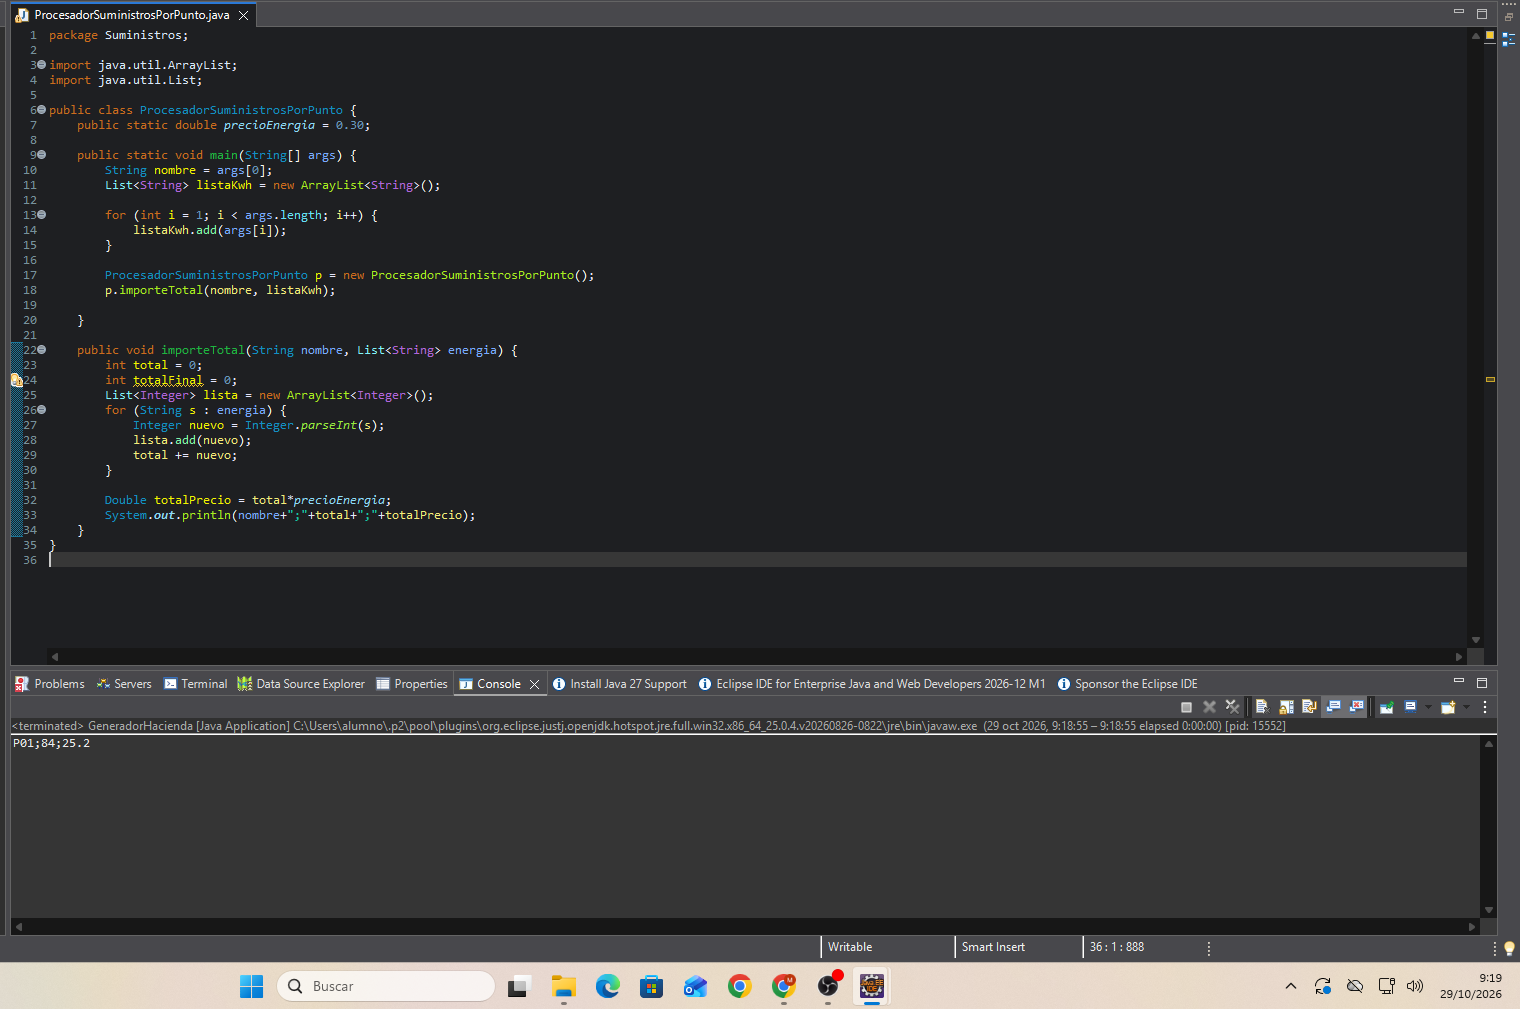 ProcesadorSuministrosPorPunto.java
1 package Suministros;
2
3 import java.util.ArrayList;
4 import java.util.List;
5
6 public class ProcesadorSuministrosPorPunto {
7 public static double precioEnergia = 0.30;
8
9 public static void main(String[] args) {
10 String nombre = args[0];
11 List<String> listaKwh = new ArrayList<String>();
12
13 for (int i = 1; i < args.length; i++) {
14 listaKwh.add(args[i]);
15 }
16
17 ProcesadorSuministrosPorPunto p = new ProcesadorSuministrosPorPunto();
18 p.importeTotal(nombre, listaKwh);
19
20 }
21
22 public void importeTotal(String nombre, List<String> energia) {
23 int total = 0;
24 int totalFinal = 0;
25 List<Integer> lista = new ArrayList<Integer>();
26 for (String s : energia) {
27 Integer nuevo = Integer.parseInt(s);
28 lista.add(nuevo);
29 total += nuevo;
30 }
31
32 Double totalPrecio = total*precioEnergia;
33 System.out.println(nombre+";"+total+";"+totalPrecio);
34 }
35 }
36
Problems Servers Terminal Data Source Explorer Properties Console Install Java 27 Support Eclipse IDE for Enterprise Java and Web Developers 2026-12 M1 Sponsor the Eclipse IDE
<terminated> GeneradorHacienda [Java Application] C:\Users\alumno\.p2\pool\plugins\org.eclipse.justj.openjdk.hotspot.jre.full.win32.x86_64_25.0.4.v20260826-0822\jre\bin\javaw.exe (29 oct 2026, 9:18:55 – 9:18:55 elapsed 0:00:00) [pid: 15552]
P01;84;25.2
Writable Smart Insert 36 : 1 : 888
Buscar
9:19
29/10/2026